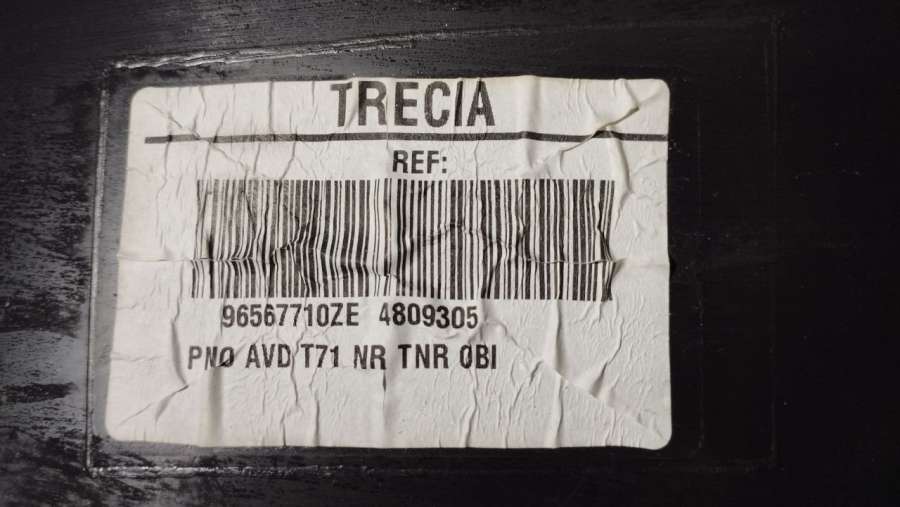 TRECIA
REF:
96567710ZE 4809305
PNO AVD T71 NR TNR OBI